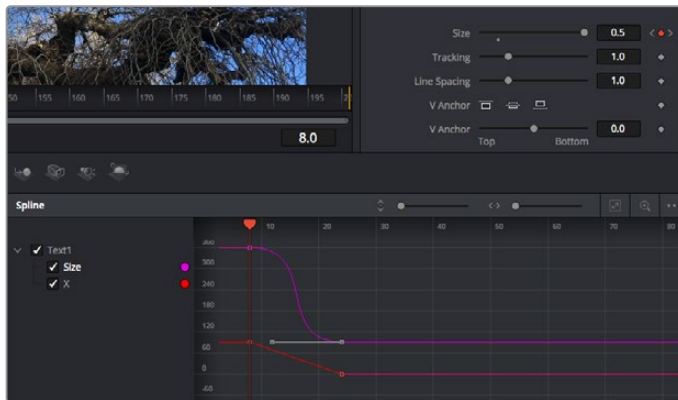 Size 0.5
Tracking 1.0
155 160 165 170 175 180 185 190 195
Line Spacing 1.0
V Anchor
8.0
V Anchor 0.0
Top Bottom
Spline
10 20 30 40 50 60 70 80
Text1
Size
X
300
240
180
120
60
0
-60